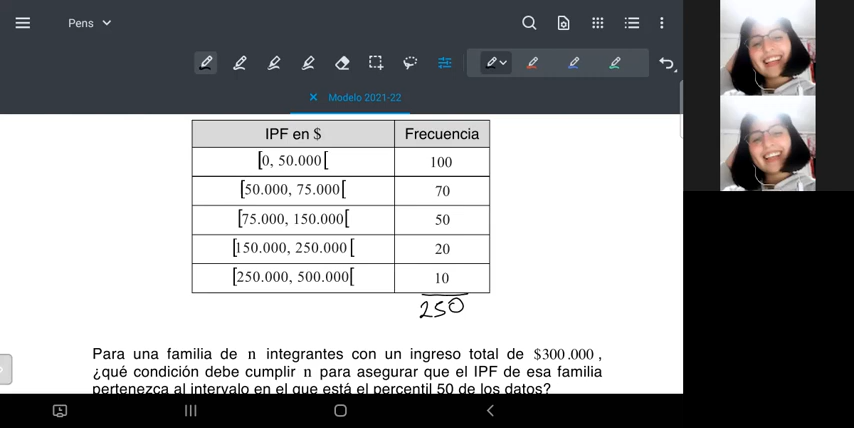 Pens
Modelo 2021-22
IPF en $ Frecuencia
[0, 50.000[ 100
[50.000, 75.000[ 70
[75.000, 150.000[ 50
[150.000, 250.000[ 20
[250.000, 500.000[ 10
250
Para una familia de n integrantes con un ingreso total de $300.000,
¿qué condición debe cumplir n para asegurar que el IPF de esa familia
pertenezca al intervalo en el que está el percentil 50 de los datos?